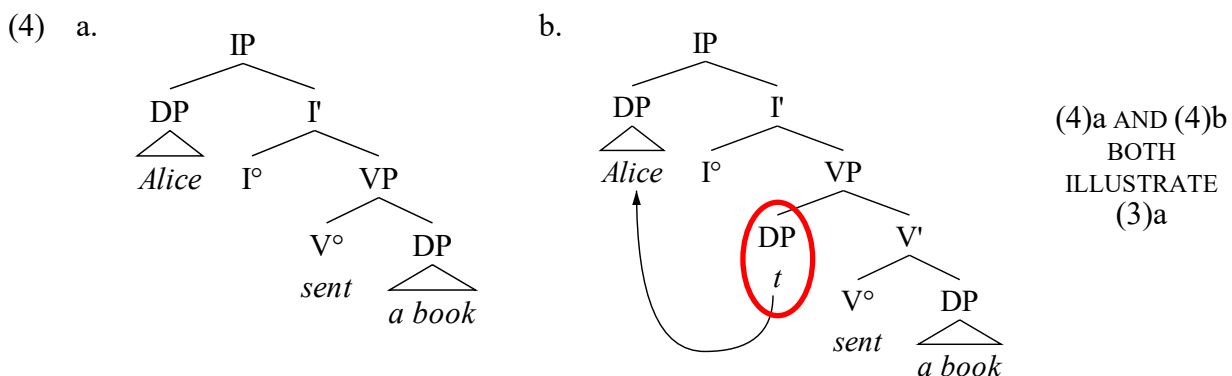 (4) a. b.
IP IP
DP I' DP I' (4)a AND (4)b
Alice I° VP Alice I° VP BOTH
ILLUSTRATE
V° DP DP V' (3)a
sent a book t V° DP
sent a book